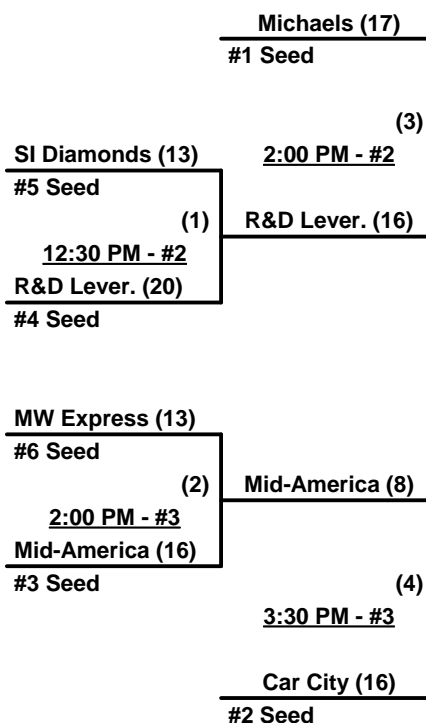 Michaels (17)
#1 Seed
(3)
SI Diamonds (13)
2:00 PM - #2
#5 Seed
(1)
R&D Lever. (16)
12:30 PM - #2
R&D Lever. (20)
#4 Seed
MW Express (13)
#6 Seed
(2)
Mid-America (8)
2:00 PM - #3
Mid-America (16)
#3 Seed
(4)
3:30 PM - #3
Car City (16)
#2 Seed